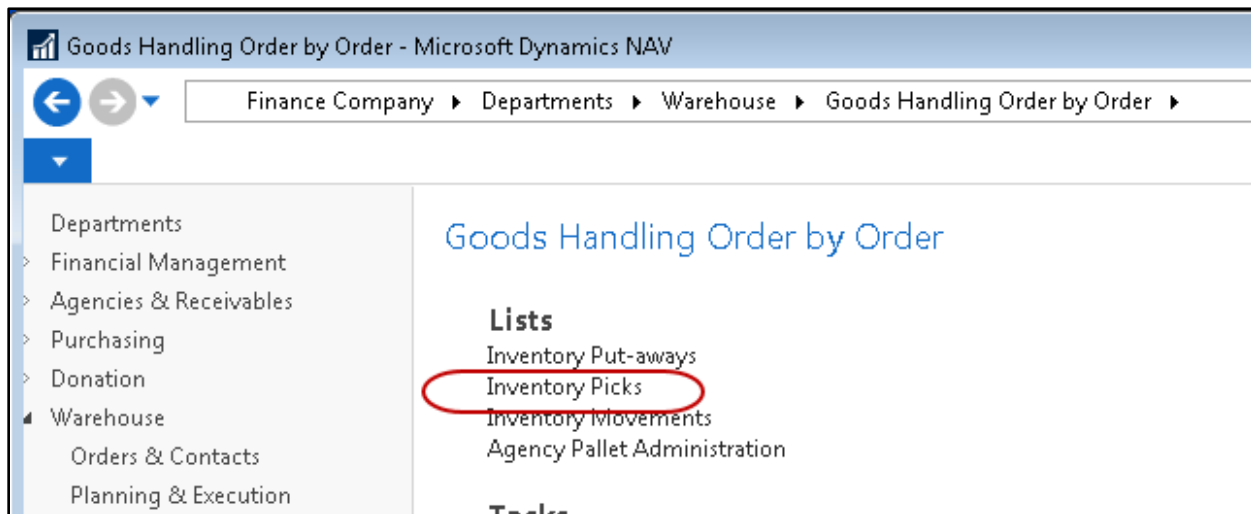 Goods Handling Order by Order - Microsoft Dynamics NAV
Finance Company ▸ Departments ▸ Warehouse ▸ Goods Handling Order by Order ▸
Departments
Financial Management
Agencies & Receivables
Purchasing
Donation
Warehouse
Orders & Contacts
Planning & Execution
Goods Handling Order by Order
Lists
Inventory Put-aways
Inventory Picks
Inventory Movements
Agency Pallet Administration
Tasks